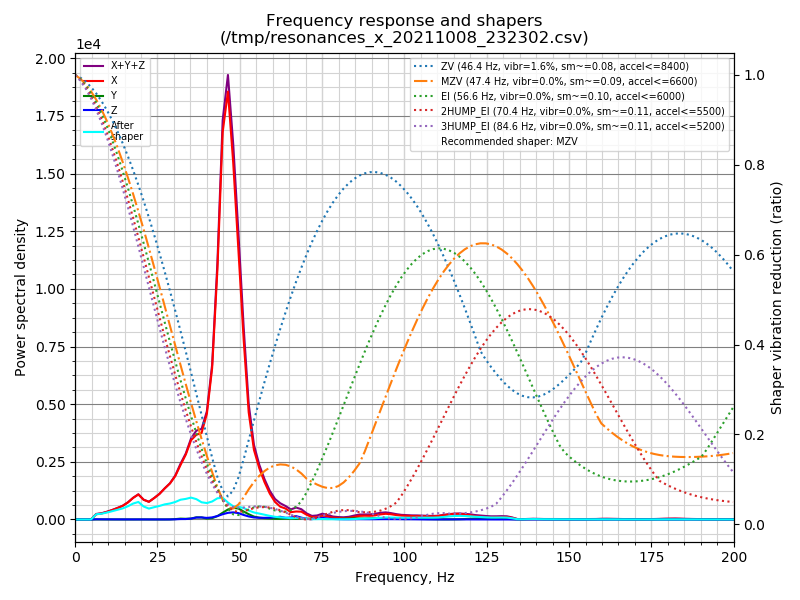 Frequency response and shapers
(/tmp/resonances_x_20211008_232302.csv)
1e4
X+Y+Z
X
Y
Z
After
shaper
ZV (46.4 Hz, vibr=1.6%, sm~=0.08, accel<=8400)
MZV (47.4 Hz, vibr=0.0%, sm~=0.09, accel<=6600)
EI (56.6 Hz, vibr=0.0%, sm~=0.10, accel<=6000)
2HUMP_EI (70.4 Hz, vibr=0.0%, sm~=0.11, accel<=5500)
3HUMP_EI (84.6 Hz, vibr=0.0%, sm~=0.11, accel<=5200)
Recommended shaper: MZV
Power spectral density
2.00
1.75
1.50
1.25
1.00
0.75
0.50
0.25
0.00
1.0
0.8
0.6
0.4
0.2
0.0
Shaper vibration reduction (ratio)
0 25 50 75 100 125 150 175 200
Frequency, Hz